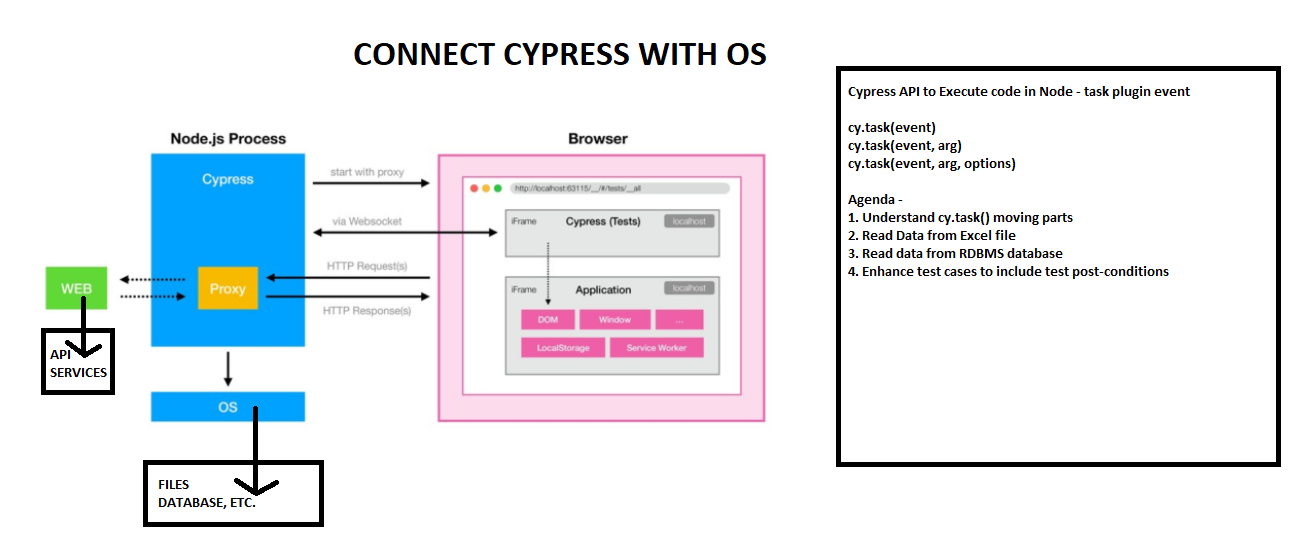 CONNECT CYPRESS WITH OS
Node.js Process
Cypress
Proxy
WEB
API
SERVICES
OS
FILES
DATABASE, ETC.
start with proxy
via Websocket
HTTP Request(s)
HTTP Response(s)
Browser
http://localhost:63115/__/#/tests/__all
iFrame
Cypress (Tests)
localhost
iFrame
Application
localhost
DOM
Window
...
LocalStorage
Service Worker
Cypress API to Execute code in Node - task plugin event
cy.task(event)
cy.task(event, arg)
cy.task(event, arg, options)
Agenda -
1. Understand cy.task() moving parts
2. Read Data from Excel file
3. Read data from RDBMS database
4. Enhance test cases to include test post-conditions